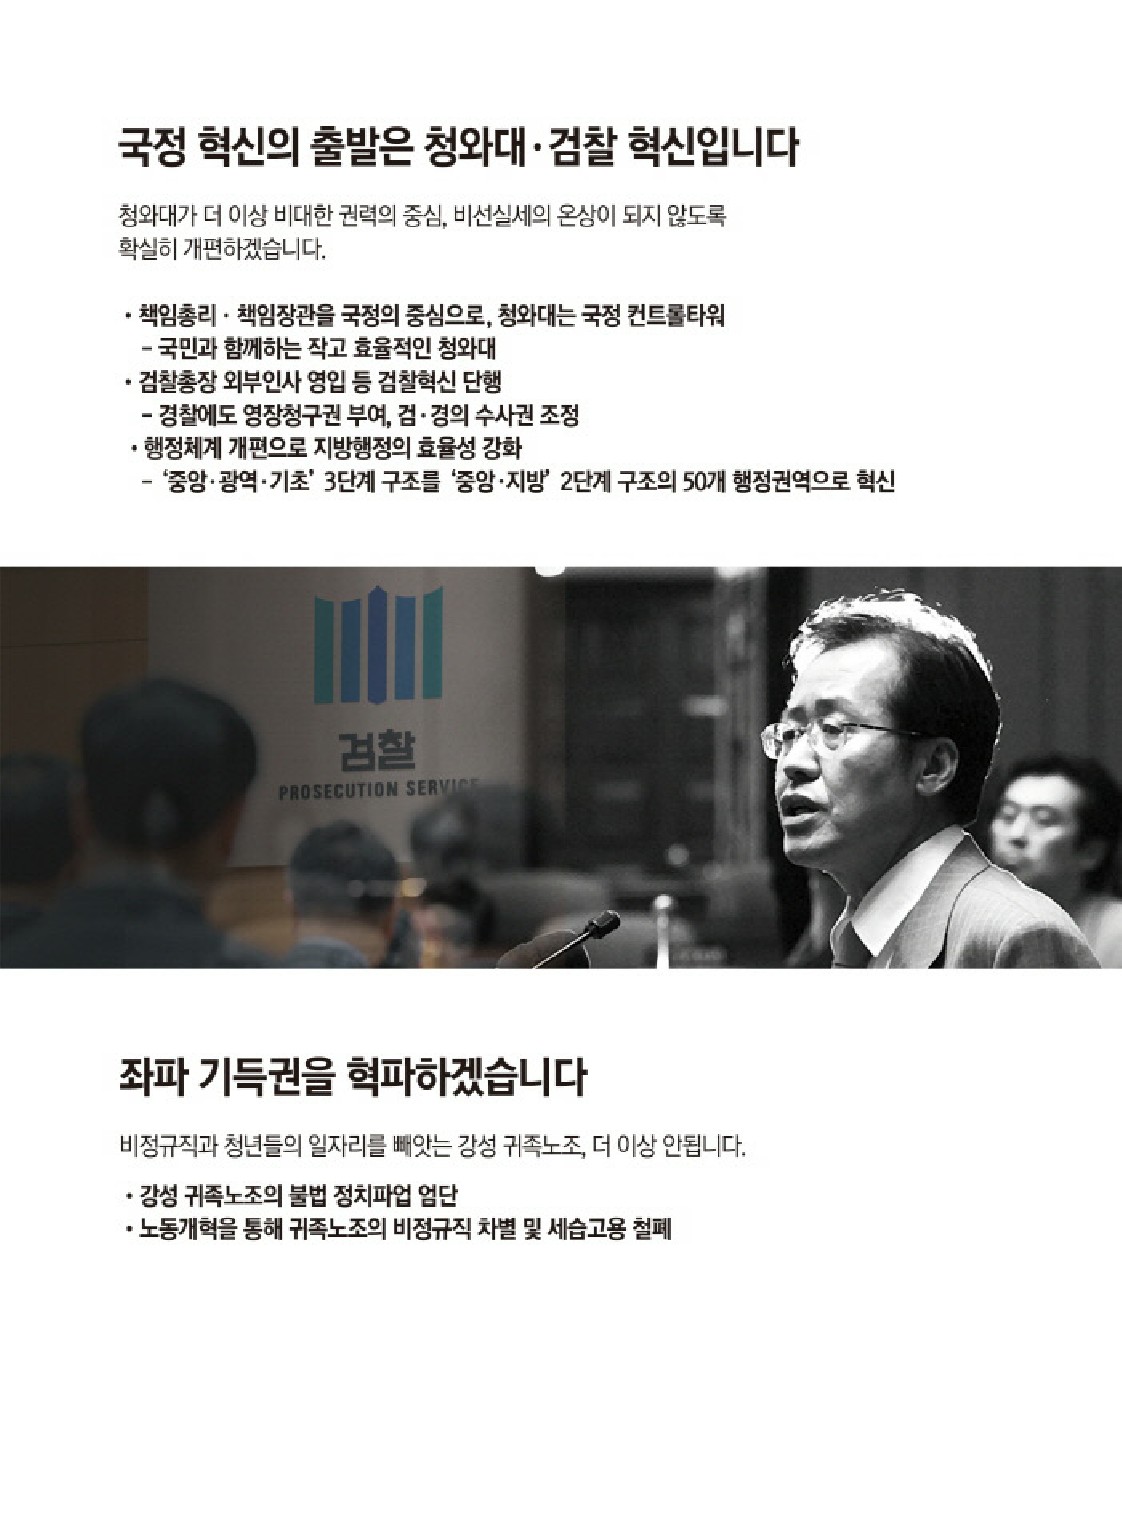 국정 혁신의 출발은 청와대·검찰 혁신입니다
청와대가 더 이상 비대한 권력의 중심, 비선실세의 온상이 되지 않도록
확실히 개편하겠습니다.
· 책임총리 · 책임장관을 국정의 중심으로, 청와대는 국정 컨트롤타워
– 국민과 함께하는 작고 효율적인 청와대
· 검찰총장 외부인사 영입 등 검찰혁신 단행
– 경찰에도 영장청구권 부여, 검·경의 수사권 조정
· 행정체계 개편으로 지방행정의 효율성 강화
– ‘중앙·광역·기초’ 3단계 구조를 ‘중앙·지방’ 2단계 구조의 50개 행정권역으로 혁신
검찰
PROSECUTION SERVICE
좌파 기득권을 혁파하겠습니다
비정규직과 청년들의 일자리를 빼앗는 강성 귀족노조, 더 이상 안됩니다.
· 강성 귀족노조의 불법 정치파업 엄단
· 노동개혁을 통해 귀족노조의 비정규직 차별 및 세습고용 철폐